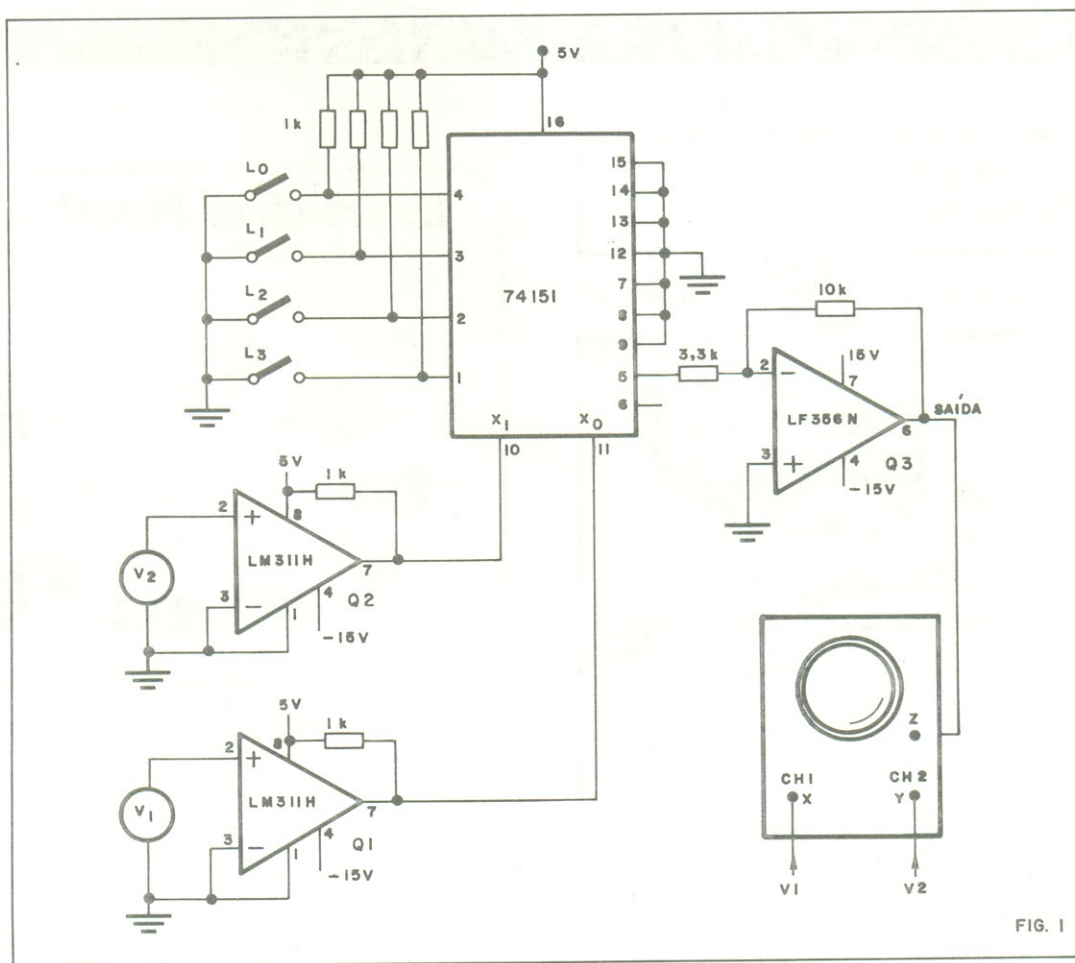 5V
1k
16
L0
L1
L2
L3
4
3
2
1
74151
15
14
13
12
7
8
9
5
6
X1
X0
10
11
3,3k
10k
2
3
15V
7
LF356N
6
4
Q3
-15V
SAÍDA
5V
1k
2
8
V2
LM311H
7
3
1
4
Q2
-15V
5V
1k
2
8
V1
LM311H
7
3
1
4
Q1
-15V
Z
CH1
CH2
X
Y
V1
V2
FIG. 1